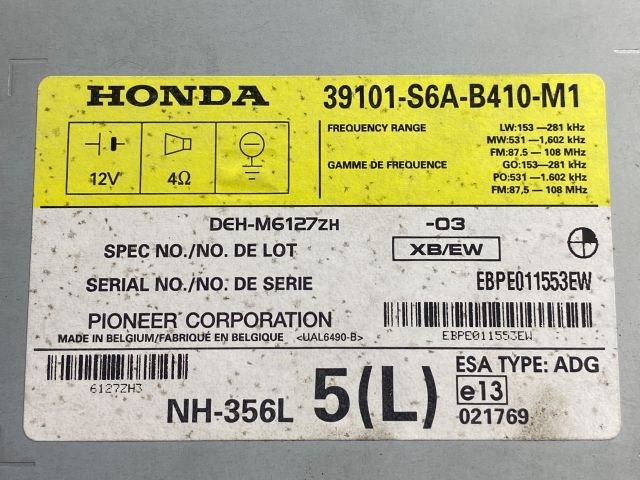 HONDA 39101-S6A-B410-M1
FREQUENCY RANGE LW:153 —281 kHz
MW:531 —1,602 kHz
FM:87.5 — 108 MHz
GAMME DE FREQUENCE GO:153—281 kHz
PO:531 —1.602 kHz
FM:87,5 — 108 MHz
12V 4Ω
DEH-M6127ZH -03
SPEC NO./NO. DE LOT XB/EW
SERIAL NO./NO. DE SERIE EBPE011553EW
PIONEER CORPORATION
MADE IN BELGIUM/FABRIQUÉ EN BELGIQUE <UAL6490-B> EBPE011553EW
6127ZH3
NH-356L 5(L)
ESA TYPE: ADG
e13
021769